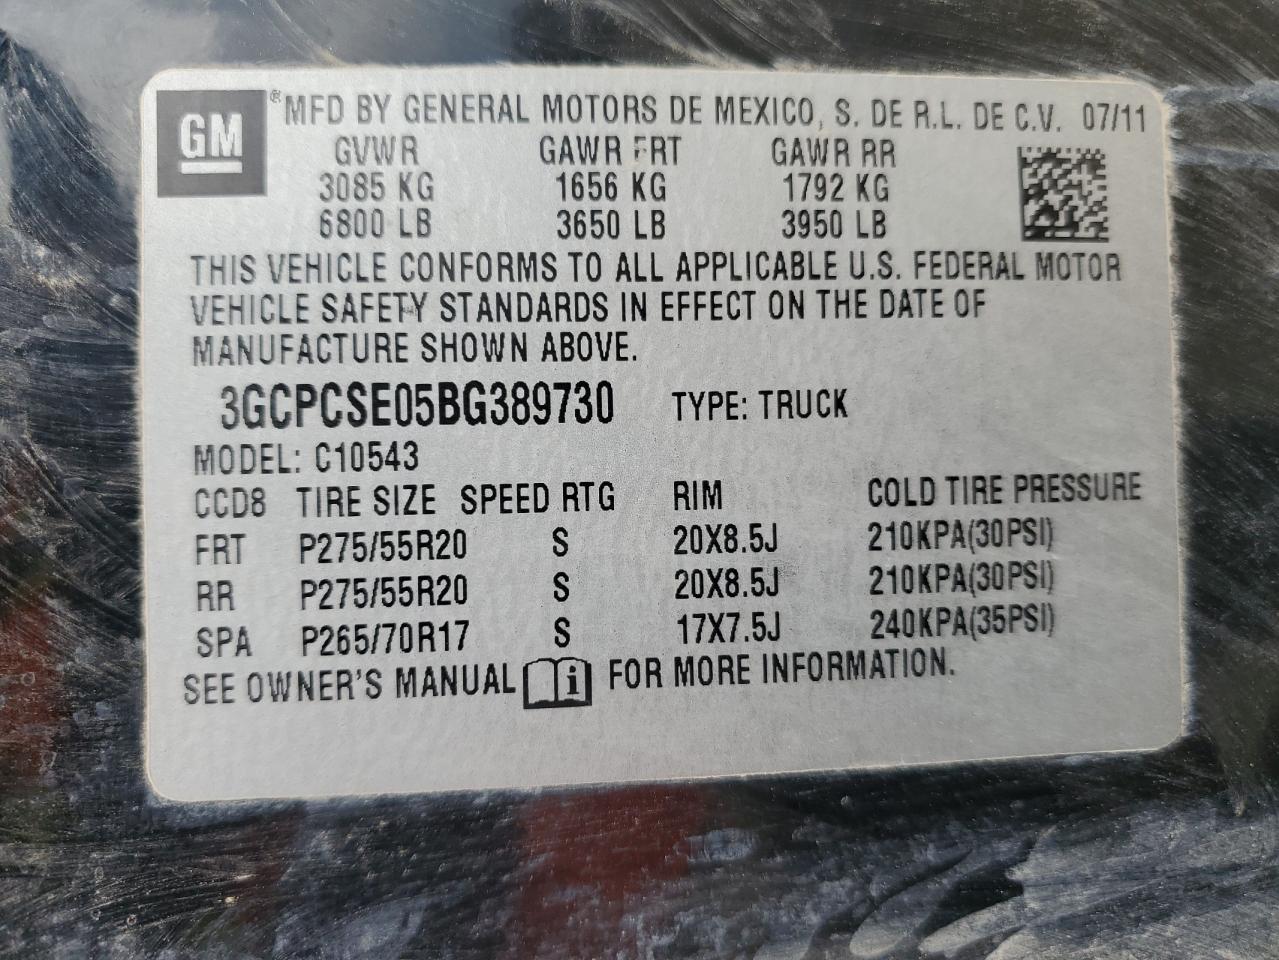 GM ® MFD BY GENERAL MOTORS DE MEXICO, S. DE R.L. DE C.V. 07/11
GVWR GAWR FRT GAWR RR
3085 KG 1656 KG 1792 KG
6800 LB 3650 LB 3950 LB
THIS VEHICLE CONFORMS TO ALL APPLICABLE U.S. FEDERAL MOTOR
VEHICLE SAFETY STANDARDS IN EFFECT ON THE DATE OF
MANUFACTURE SHOWN ABOVE.
3GCPCSE05BG389730 TYPE: TRUCK
MODEL: C10543
CCD8 TIRE SIZE SPEED RTG RIM COLD TIRE PRESSURE
FRT P275/55R20 S 20X8.5J 210KPA(30PSI)
RR P275/55R20 S 20X8.5J 210KPA(30PSI)
SPA P265/70R17 S 17X7.5J 240KPA(35PSI)
SEE OWNER'S MANUAL i FOR MORE INFORMATION.